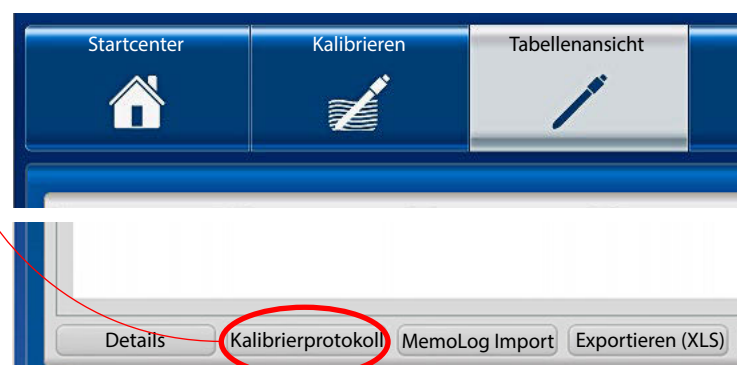 Startcenter
Kalibrieren
Tabellenansicht
Details
Kalibrierprotokoll
MemoLog Import
Exportieren (XLS)